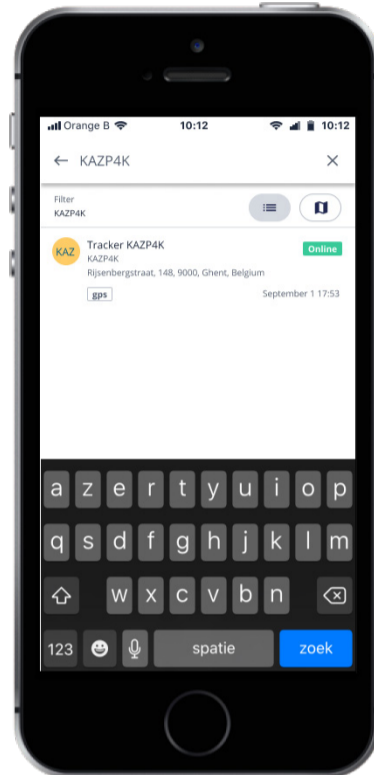 Orange B 10:12 10:12
KAZP4K
Filter
KAZP4K
KAZ Tracker KAZP4K Online
KAZP4K
Rijsenbergstraat, 148, 9000, Ghent, Belgium
gps September 1 17:53
a z e r t y u i o p
q s d f g h j k l m
w x c v b n
123 spatie zoek